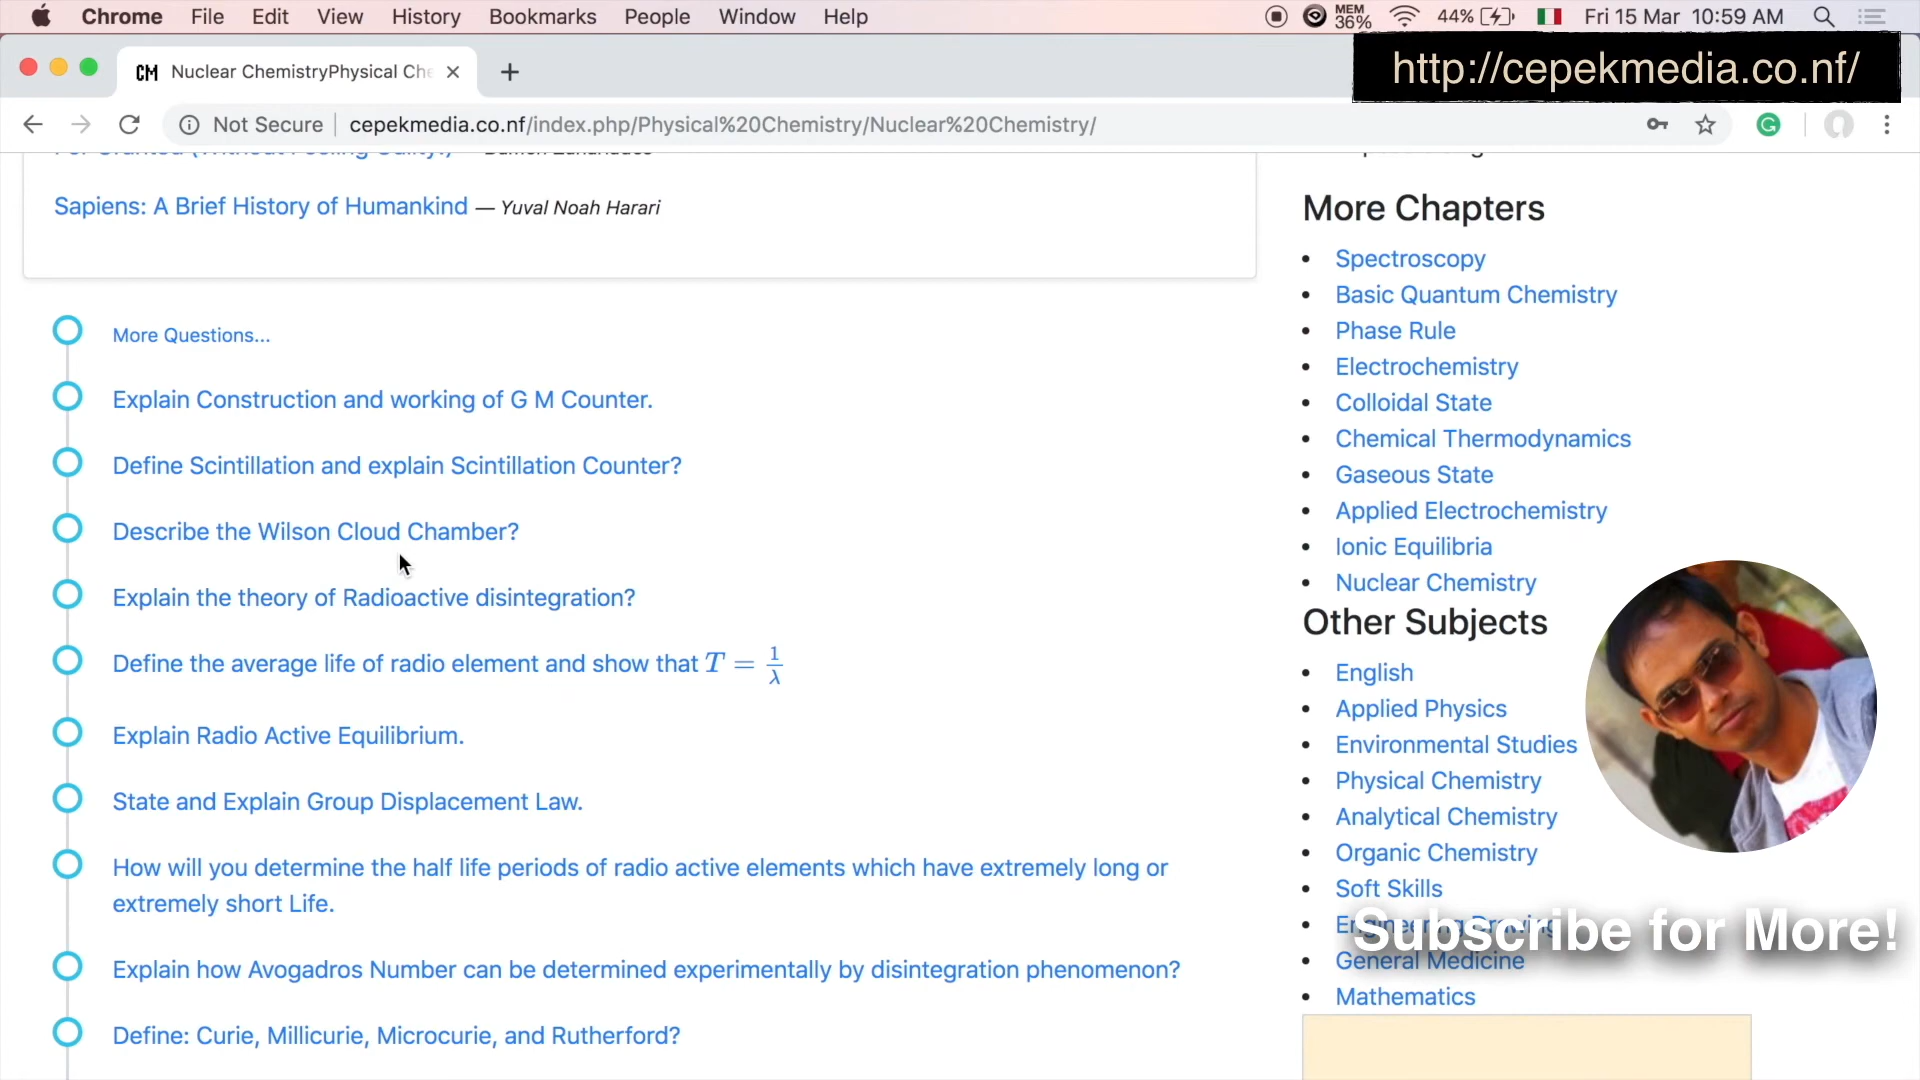 Chrome File Edit View History Bookmarks People Window Help
MEM 36% 44% Fri 15 Mar 10:59 AM
CM Nuclear ChemistryPhysical Che
http://cepekmedia.co.nf/
Not Secure cepekmedia.co.nf/index.php/Physical%20Chemistry/Nuclear%20Chemistry/
Sapiens: A Brief History of Humankind — Yuval Noah Harari
More Questions...
Explain Construction and working of G M Counter.
Define Scintillation and explain Scintillation Counter?
Describe the Wilson Cloud Chamber?
Explain the theory of Radioactive disintegration?
Define the average life of radio element and show that T = 1/λ
Explain Radio Active Equilibrium.
State and Explain Group Displacement Law.
How will you determine the half life periods of radio active elements which have extremely long or
extremely short Life.
Explain how Avogadros Number can be determined experimentally by disintegration phenomenon?
Define: Curie, Millicurie, Microcurie, and Rutherford?
More Chapters
Spectroscopy
Basic Quantum Chemistry
Phase Rule
Electrochemistry
Colloidal State
Chemical Thermodynamics
Gaseous State
Applied Electrochemistry
Ionic Equilibria
Nuclear Chemistry
Other Subjects
English
Applied Physics
Environmental Studies
Physical Chemistry
Analytical Chemistry
Organic Chemistry
Soft Skills
Engineering Drawing
Subscribe for More!
General Medicine
Mathematics